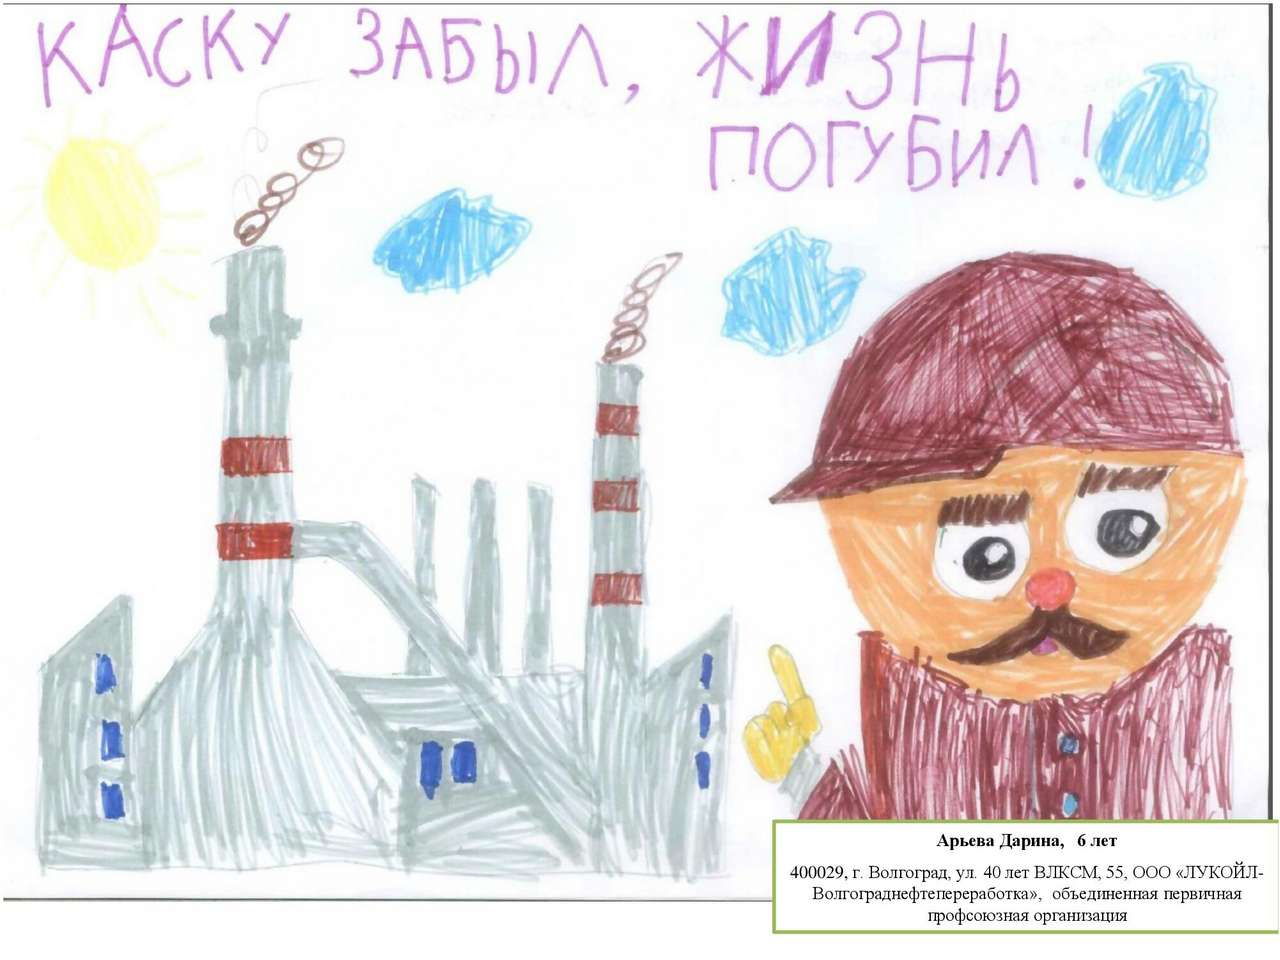 КАСКУ ЗАБЫЛ, ЖИЗНЬ
ПОГУБИЛ!
Арьева Дарина, 6 лет
400029, г. Волгоград, ул. 40 лет ВЛКСМ, 55, ООО «ЛУКОЙЛ-
Волгограднефтепереработка», объединенная первичная
профсоюзная организация